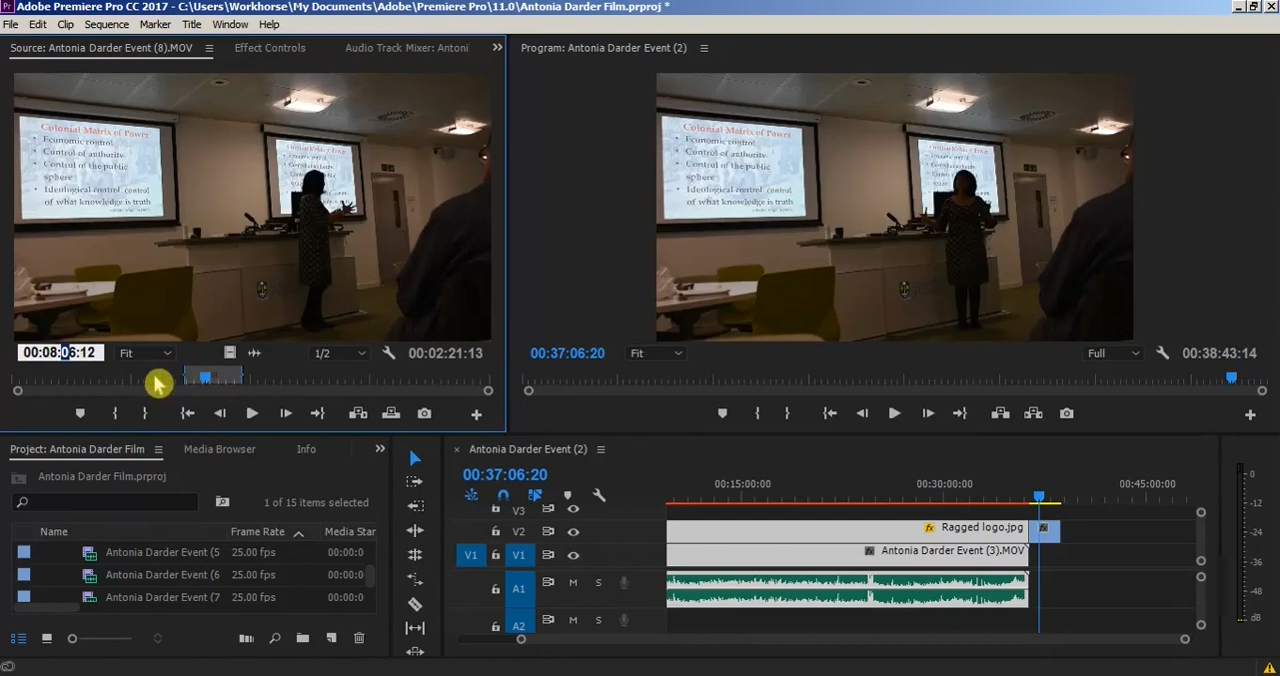 Adobe Premiere Pro CC 2017 - C:\Users\Workhorse\My Documents\Adobe\Premiere Pro\11.0\Antonia Darder Film.prproj *
File Edit Clip Sequence Marker Title Window Help
Source: Antonia Darder Event (8).MOV Effect Controls Audio Track Mixer: Antoni
Program: Antonia Darder Event (2)
Colonial Matrix of Power
• Economic control
• Control of authority
• Control of the public
sphere
• Ideological control: control
of what knowledge is truth
Colonial Matrix of Power
• Economic control
• Control of authority
• Control of the public
sphere
• Ideological control: control
of what knowledge is truth
00:08:06:12 Fit 1/2 00:02:21:13
00:37:06:20 Fit Full 00:38:43:14
Project: Antonia Darder Film Media Browser Info
Antonia Darder Film.prproj
1 of 15 items selected
Name Frame Rate Media Star
Antonia Darder Event (5 25.00 fps 00:00:0
Antonia Darder Event (6 25.00 fps 00:00:0
Antonia Darder Event (7 25.00 fps 00:00:0
× Antonia Darder Event (2)
00:37:06:20
00:15:00:00 00:30:00:00 00:45:00:00
V3
V2 fx Ragged logo.jpg fx
V1 V1 fx Antonia Darder Event (3).MOV
A1 M S
A2 M S
0
-12
-24
-36
-48
dB